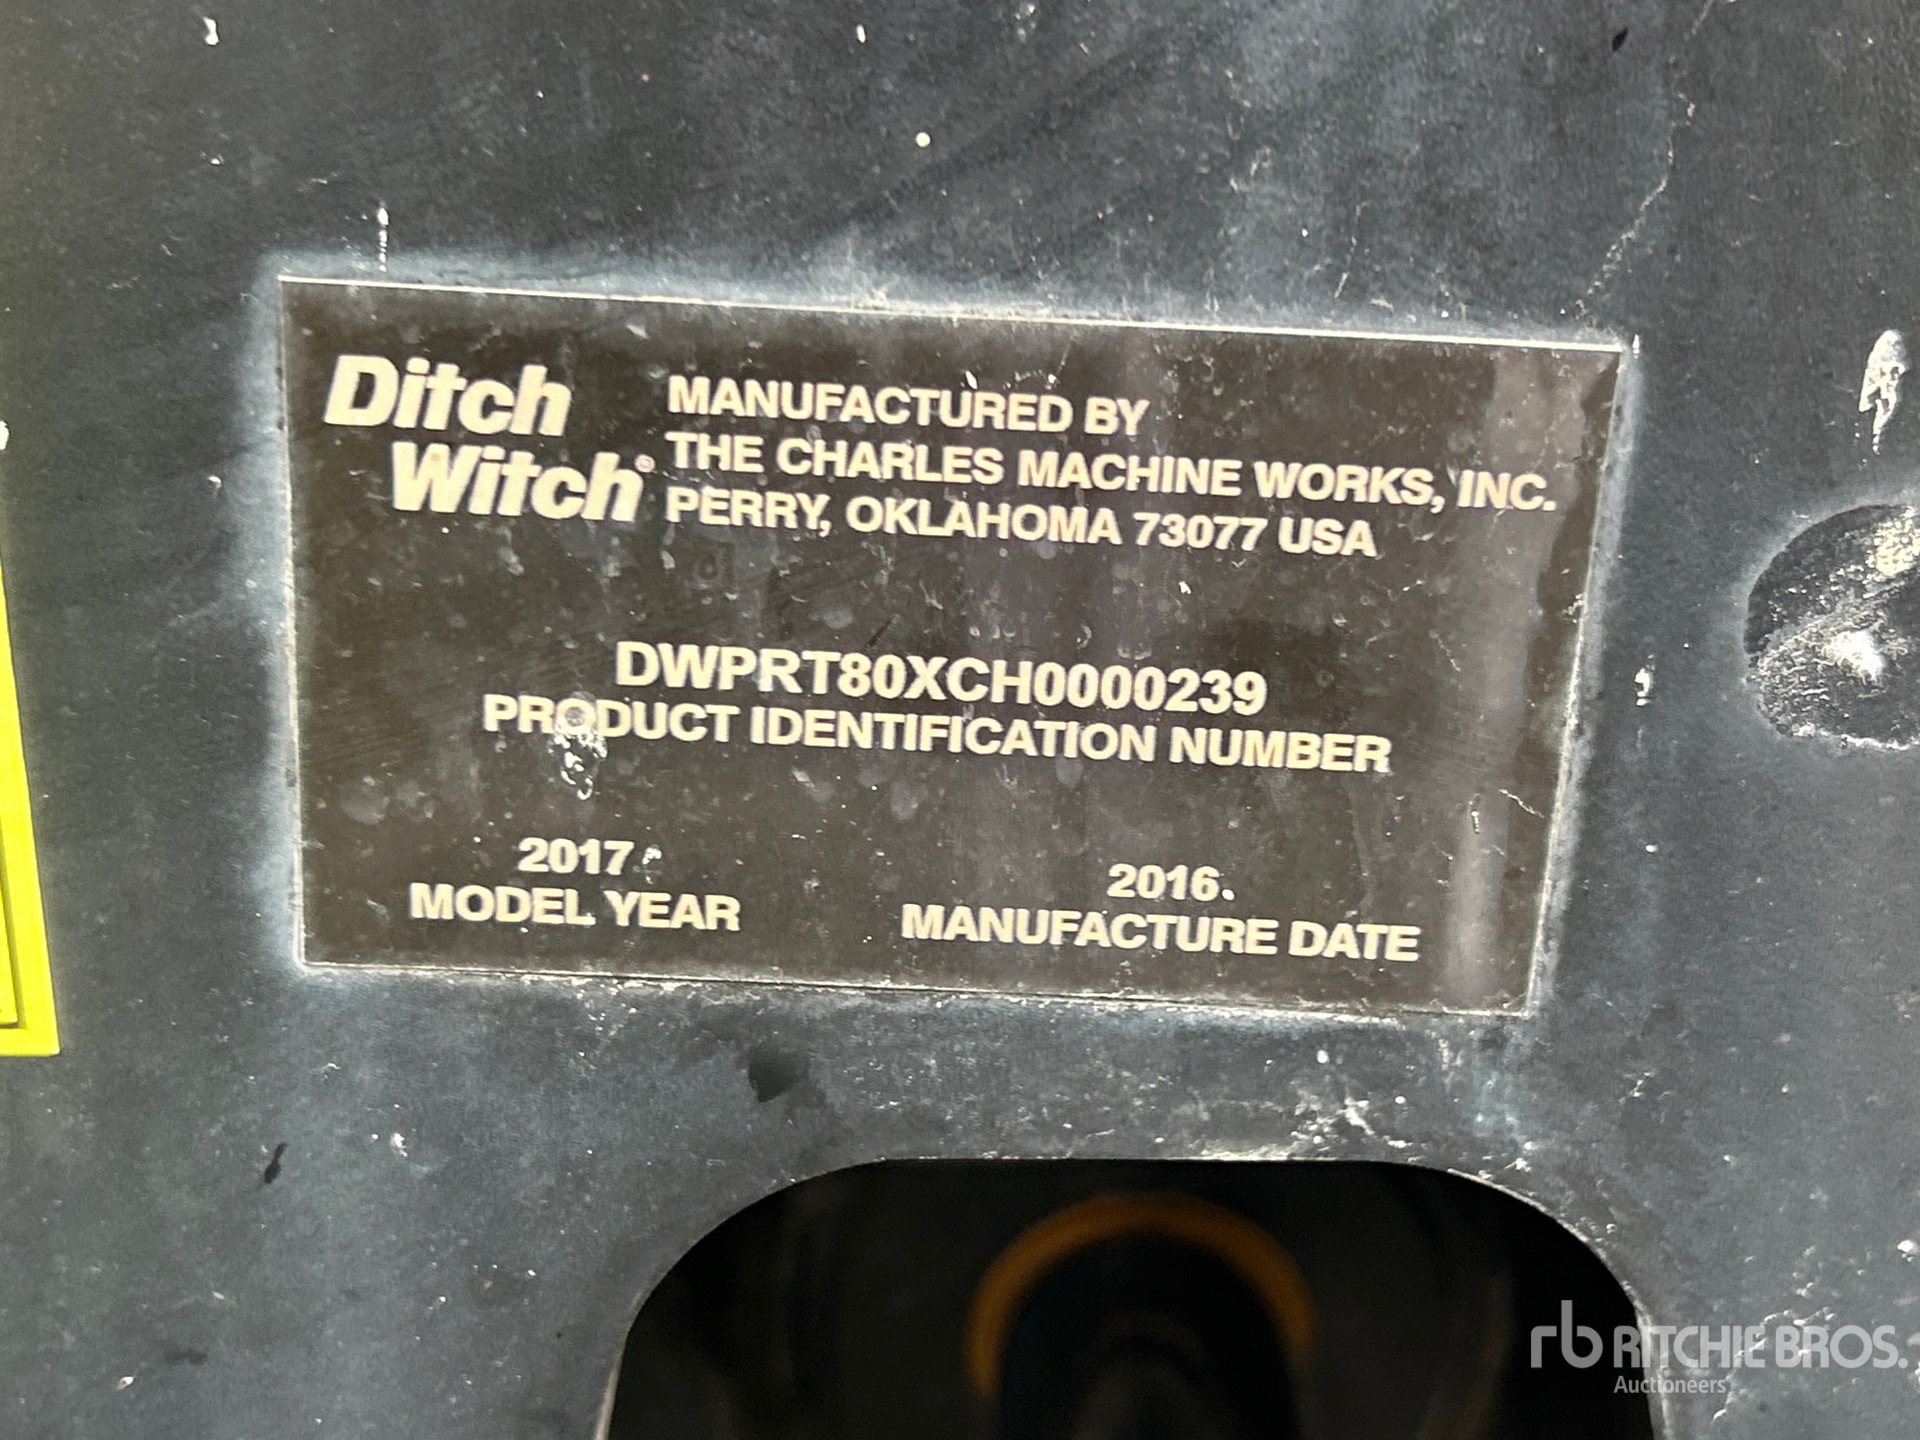 Ditch Witch®
MANUFACTURED BY
THE CHARLES MACHINE WORKS, INC.
PERRY, OKLAHOMA 73077 USA
DWPRT80XCH0000239
PRODUCT IDENTIFICATION NUMBER
2017
MODEL YEAR
2016
MANUFACTURE DATE
rb RITCHIE BROS.
Auctioneers